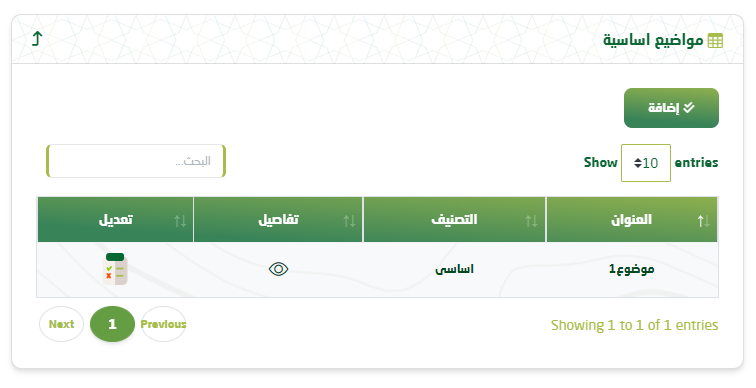 مواضيع اساسية
إضافة
Show 10 entries
البحث...
العنوان التصنيف تفاصيل تعديل
موضوع1 اساسى
Showing 1 to 1 of 1 entries
Previous 1 Next